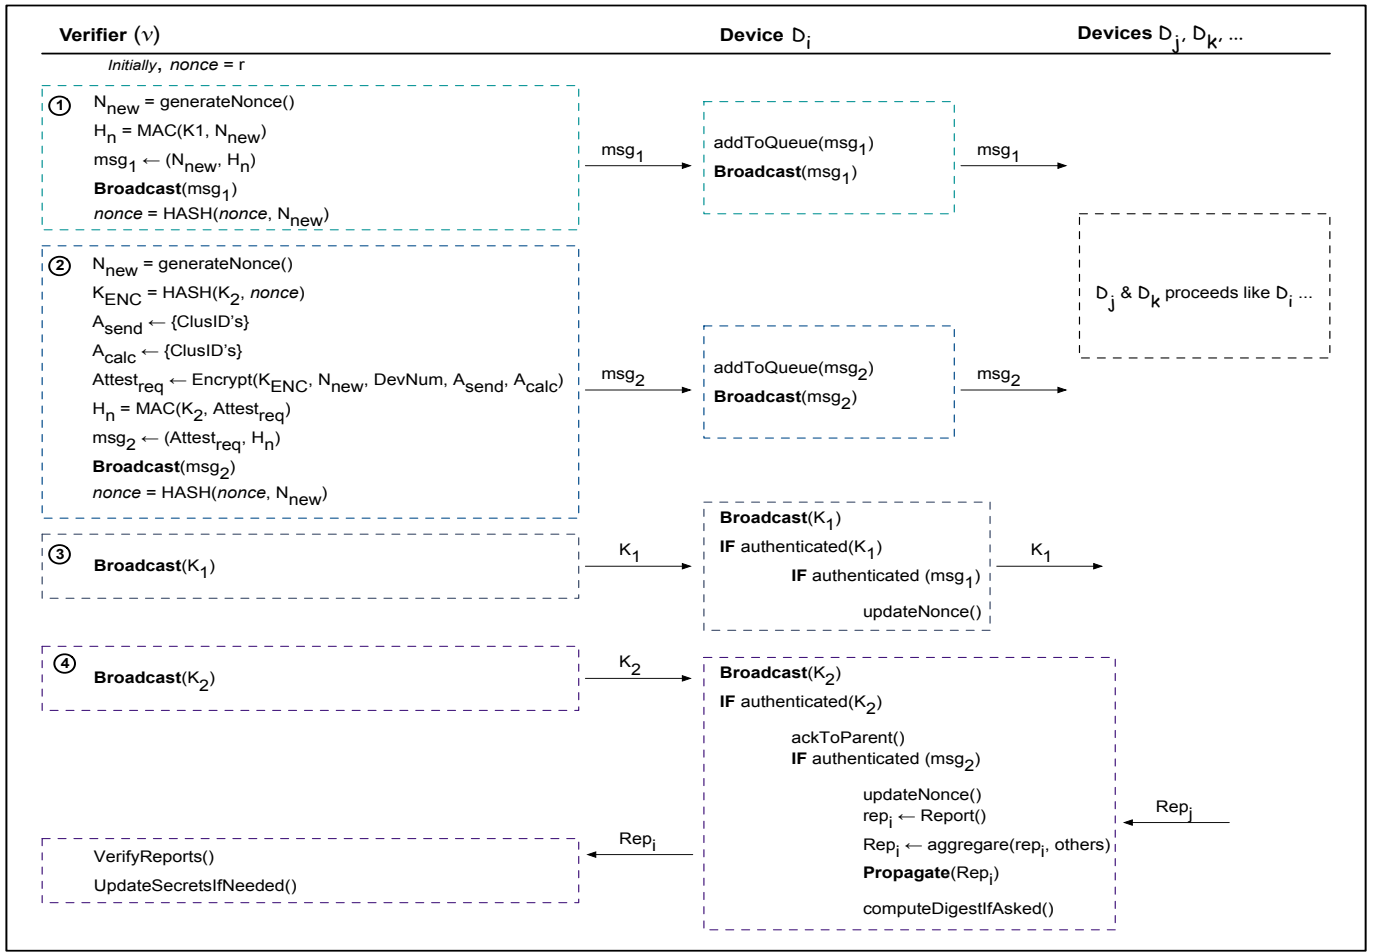 Verifier (v) Device Di Devices Dj, Dk, ...
Initially, nonce = r
1 Nnew = generateNonce()
Hn = MAC(K1, Nnew)
msg1 ← (Nnew, Hn)
Broadcast(msg1)
nonce = HASH(nonce, Nnew)
msg1
addToQueue(msg1)
Broadcast(msg1)
msg1
2 Nnew = generateNonce()
KENC = HASH(K2, nonce)
Asend ← {ClusID's}
Acalc ← {ClusID's}
Attestreq ← Encrypt(KENC, Nnew, DevNum, Asend, Acalc)
Hn = MAC(K2, Attestreq)
msg2 ← (Attestreq, Hn)
Broadcast(msg2)
nonce = HASH(nonce, Nnew)
msg2
addToQueue(msg2)
Broadcast(msg2)
msg2
Dj & Dk proceeds like Di ...
3 Broadcast(K1)
K1
Broadcast(K1)
IF authenticated(K1)
IF authenticated (msg1)
updateNonce()
K1
4 Broadcast(K2)
K2
Broadcast(K2)
IF authenticated(K2)
ackToParent()
IF authenticated (msg2)
updateNonce()
repi ← Report()
Repi ← aggregare(repi, others)
Propagate(Repi)
computeDigestIfAsked()
Repj
Repi
VerifyReports()
UpdateSecretsIfNeeded()